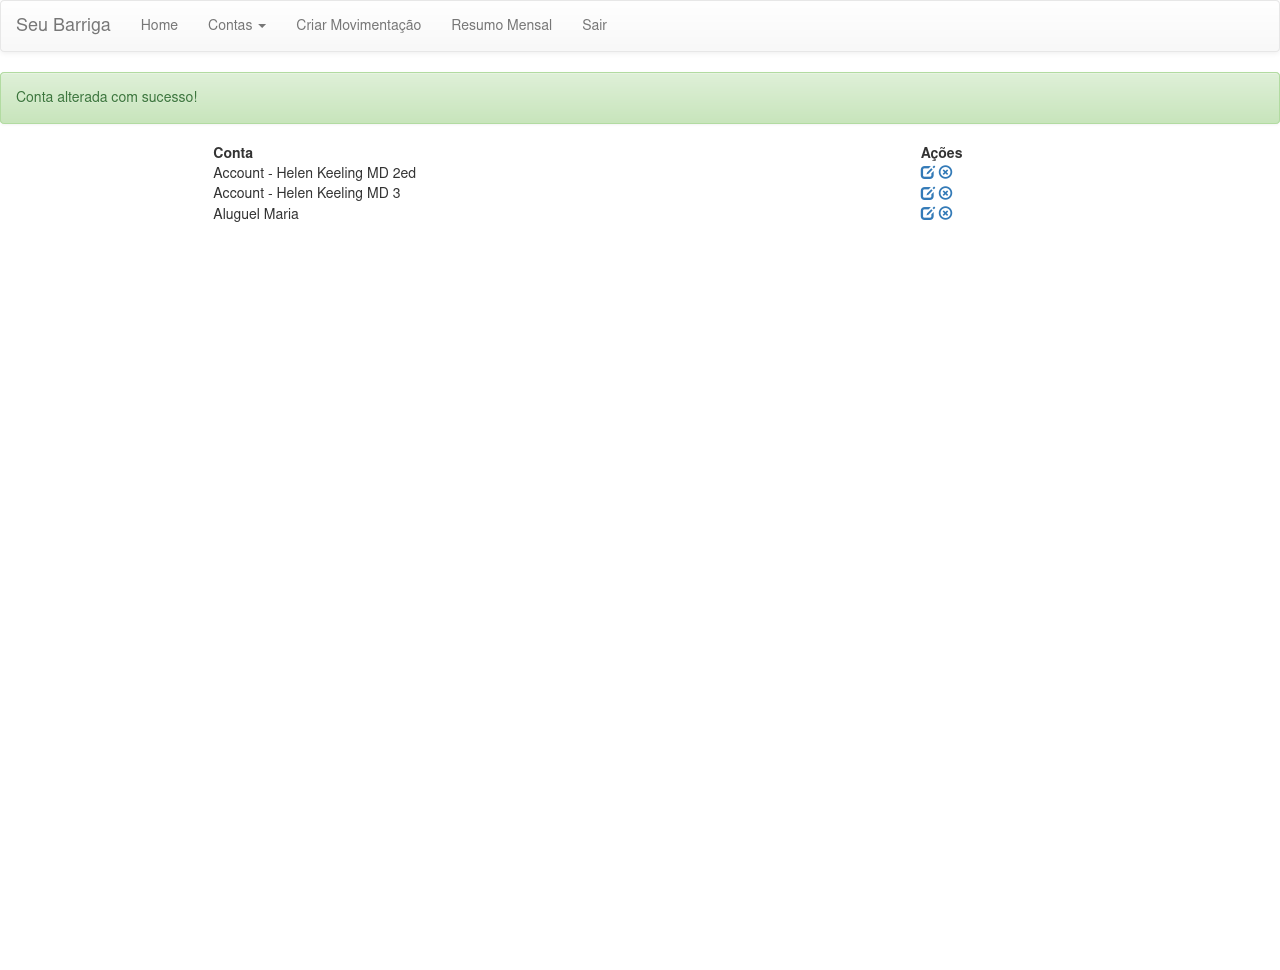 Seu Barriga Home Contas Criar Movimentação Resumo Mensal Sair
Conta alterada com sucesso!
Conta Ações
Account - Helen Keeling MD 2ed
Account - Helen Keeling MD 3
Aluguel Maria